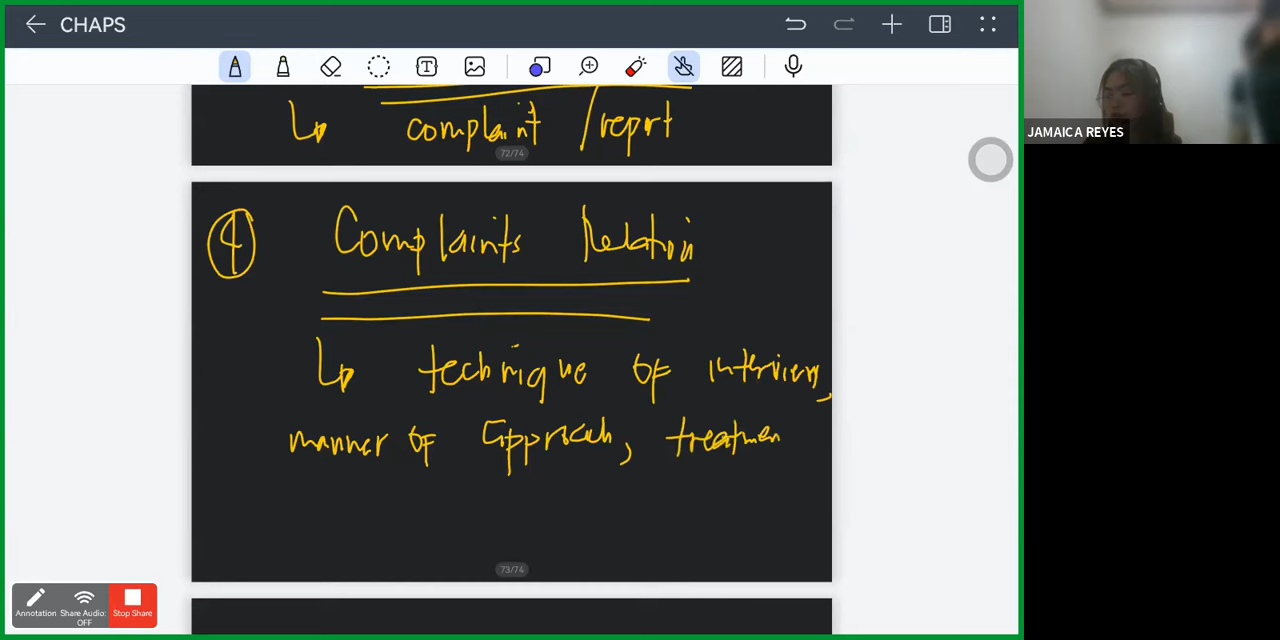 CHAPS
complaint / reprt
72/74
JAMAICA REYES
4 Complaints Relation
technique of interview,
manner of approach, treatmen
73/74
Annotation Share Audio: OFF Stop Share